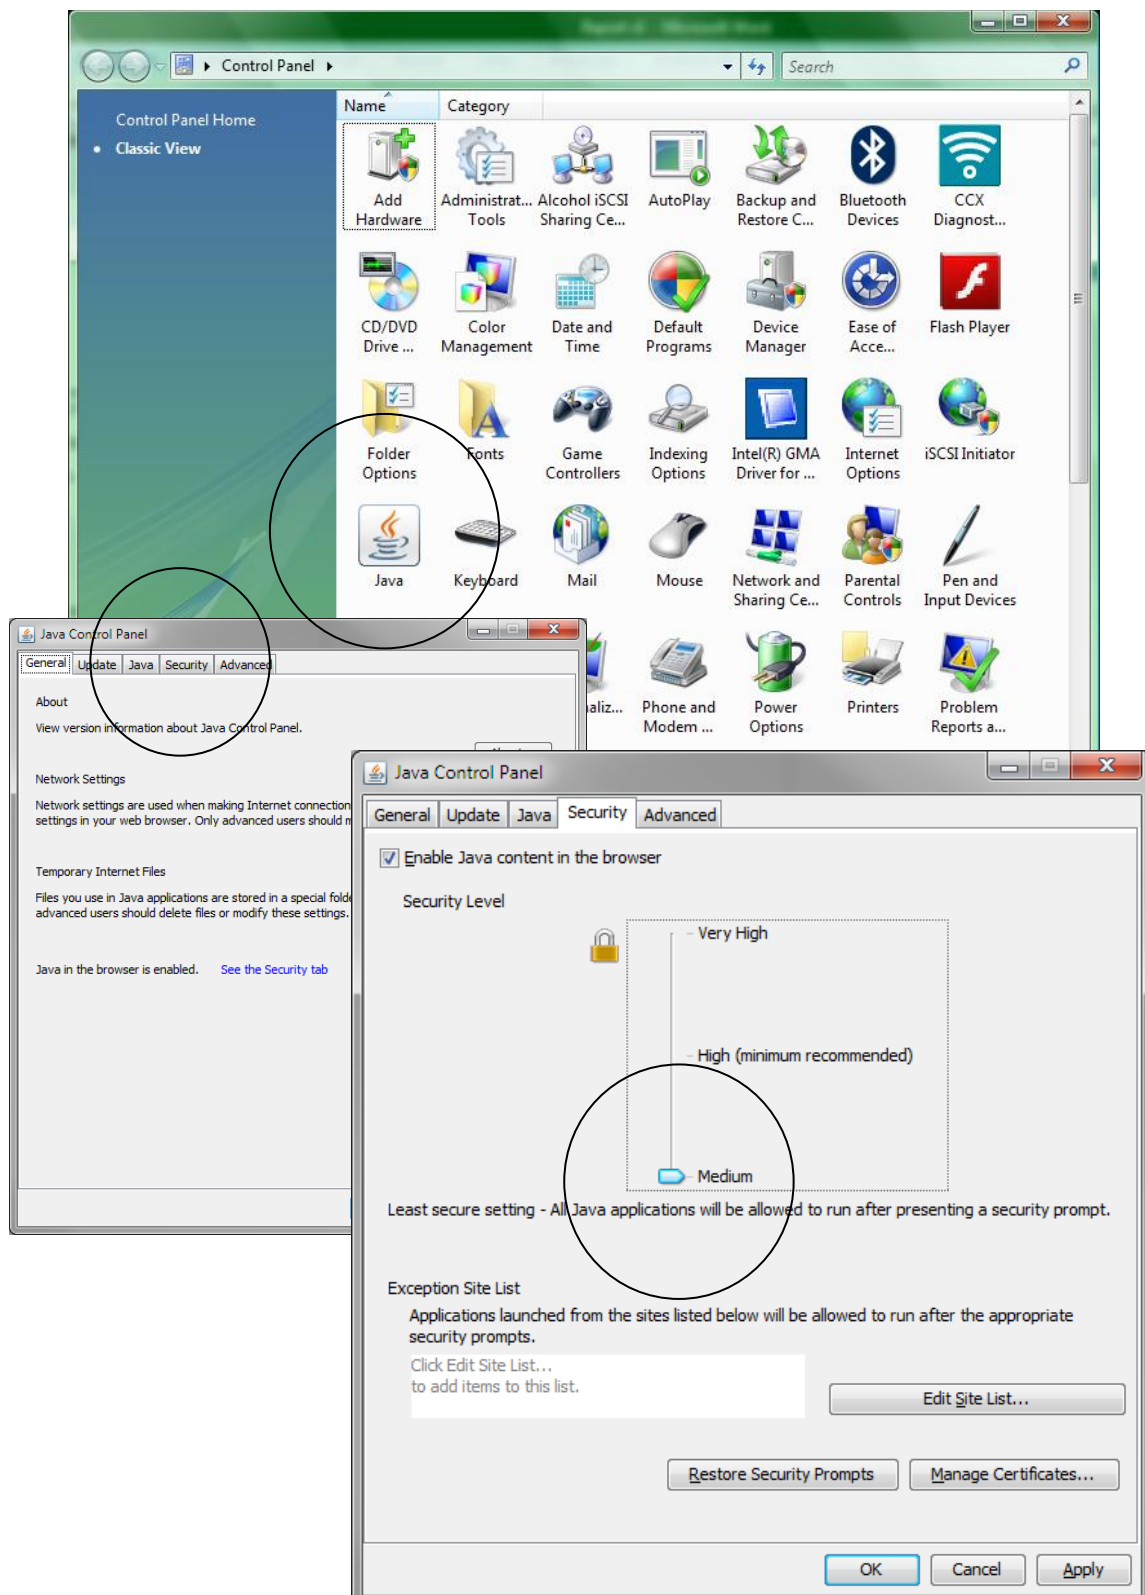 Control Panel
Search
Control Panel Home
Classic View
Name Category
Add Hardware
Administrat... Tools
Alcohol iSCSI Sharing Ce...
AutoPlay
Backup and Restore C...
Bluetooth Devices
CCX Diagnost...
CD/DVD Drive ...
Color Management
Date and Time
Default Programs
Device Manager
Ease of Acce...
Flash Player
Folder Options
Fonts
Game Controllers
Indexing Options
Intel(R) GMA Driver for ...
Internet Options
iSCSI Initiator
Java
Keyboard
Mail
Mouse
Network and Sharing Ce...
Parental Controls
Pen and Input Devices
Phone and Modem ...
Power Options
Printers
Problem Reports a...
Java Control Panel
General Update Java Security Advanced
About
View version information about Java Control Panel.
Network Settings
Network settings are used when making Internet connection
settings in your web browser. Only advanced users should
Temporary Internet Files
Files you use in Java applications are stored in a special
advanced users should delete files or modify these settings.
Java in the browser is enabled. See the Security tab
Java Control Panel
General Update Java Security Advanced
Enable Java content in the browser
Security Level
Very High
High (minimum recommended)
Medium
Least secure setting - All Java applications will be allowed to run after presenting a security prompt.
Exception Site List
Applications launched from the sites listed below will be allowed to run after the appropriate
security prompts.
Click Edit Site List...
to add items to this list.
Edit Site List...
Restore Security Prompts
Manage Certificates...
OK
Cancel
Apply